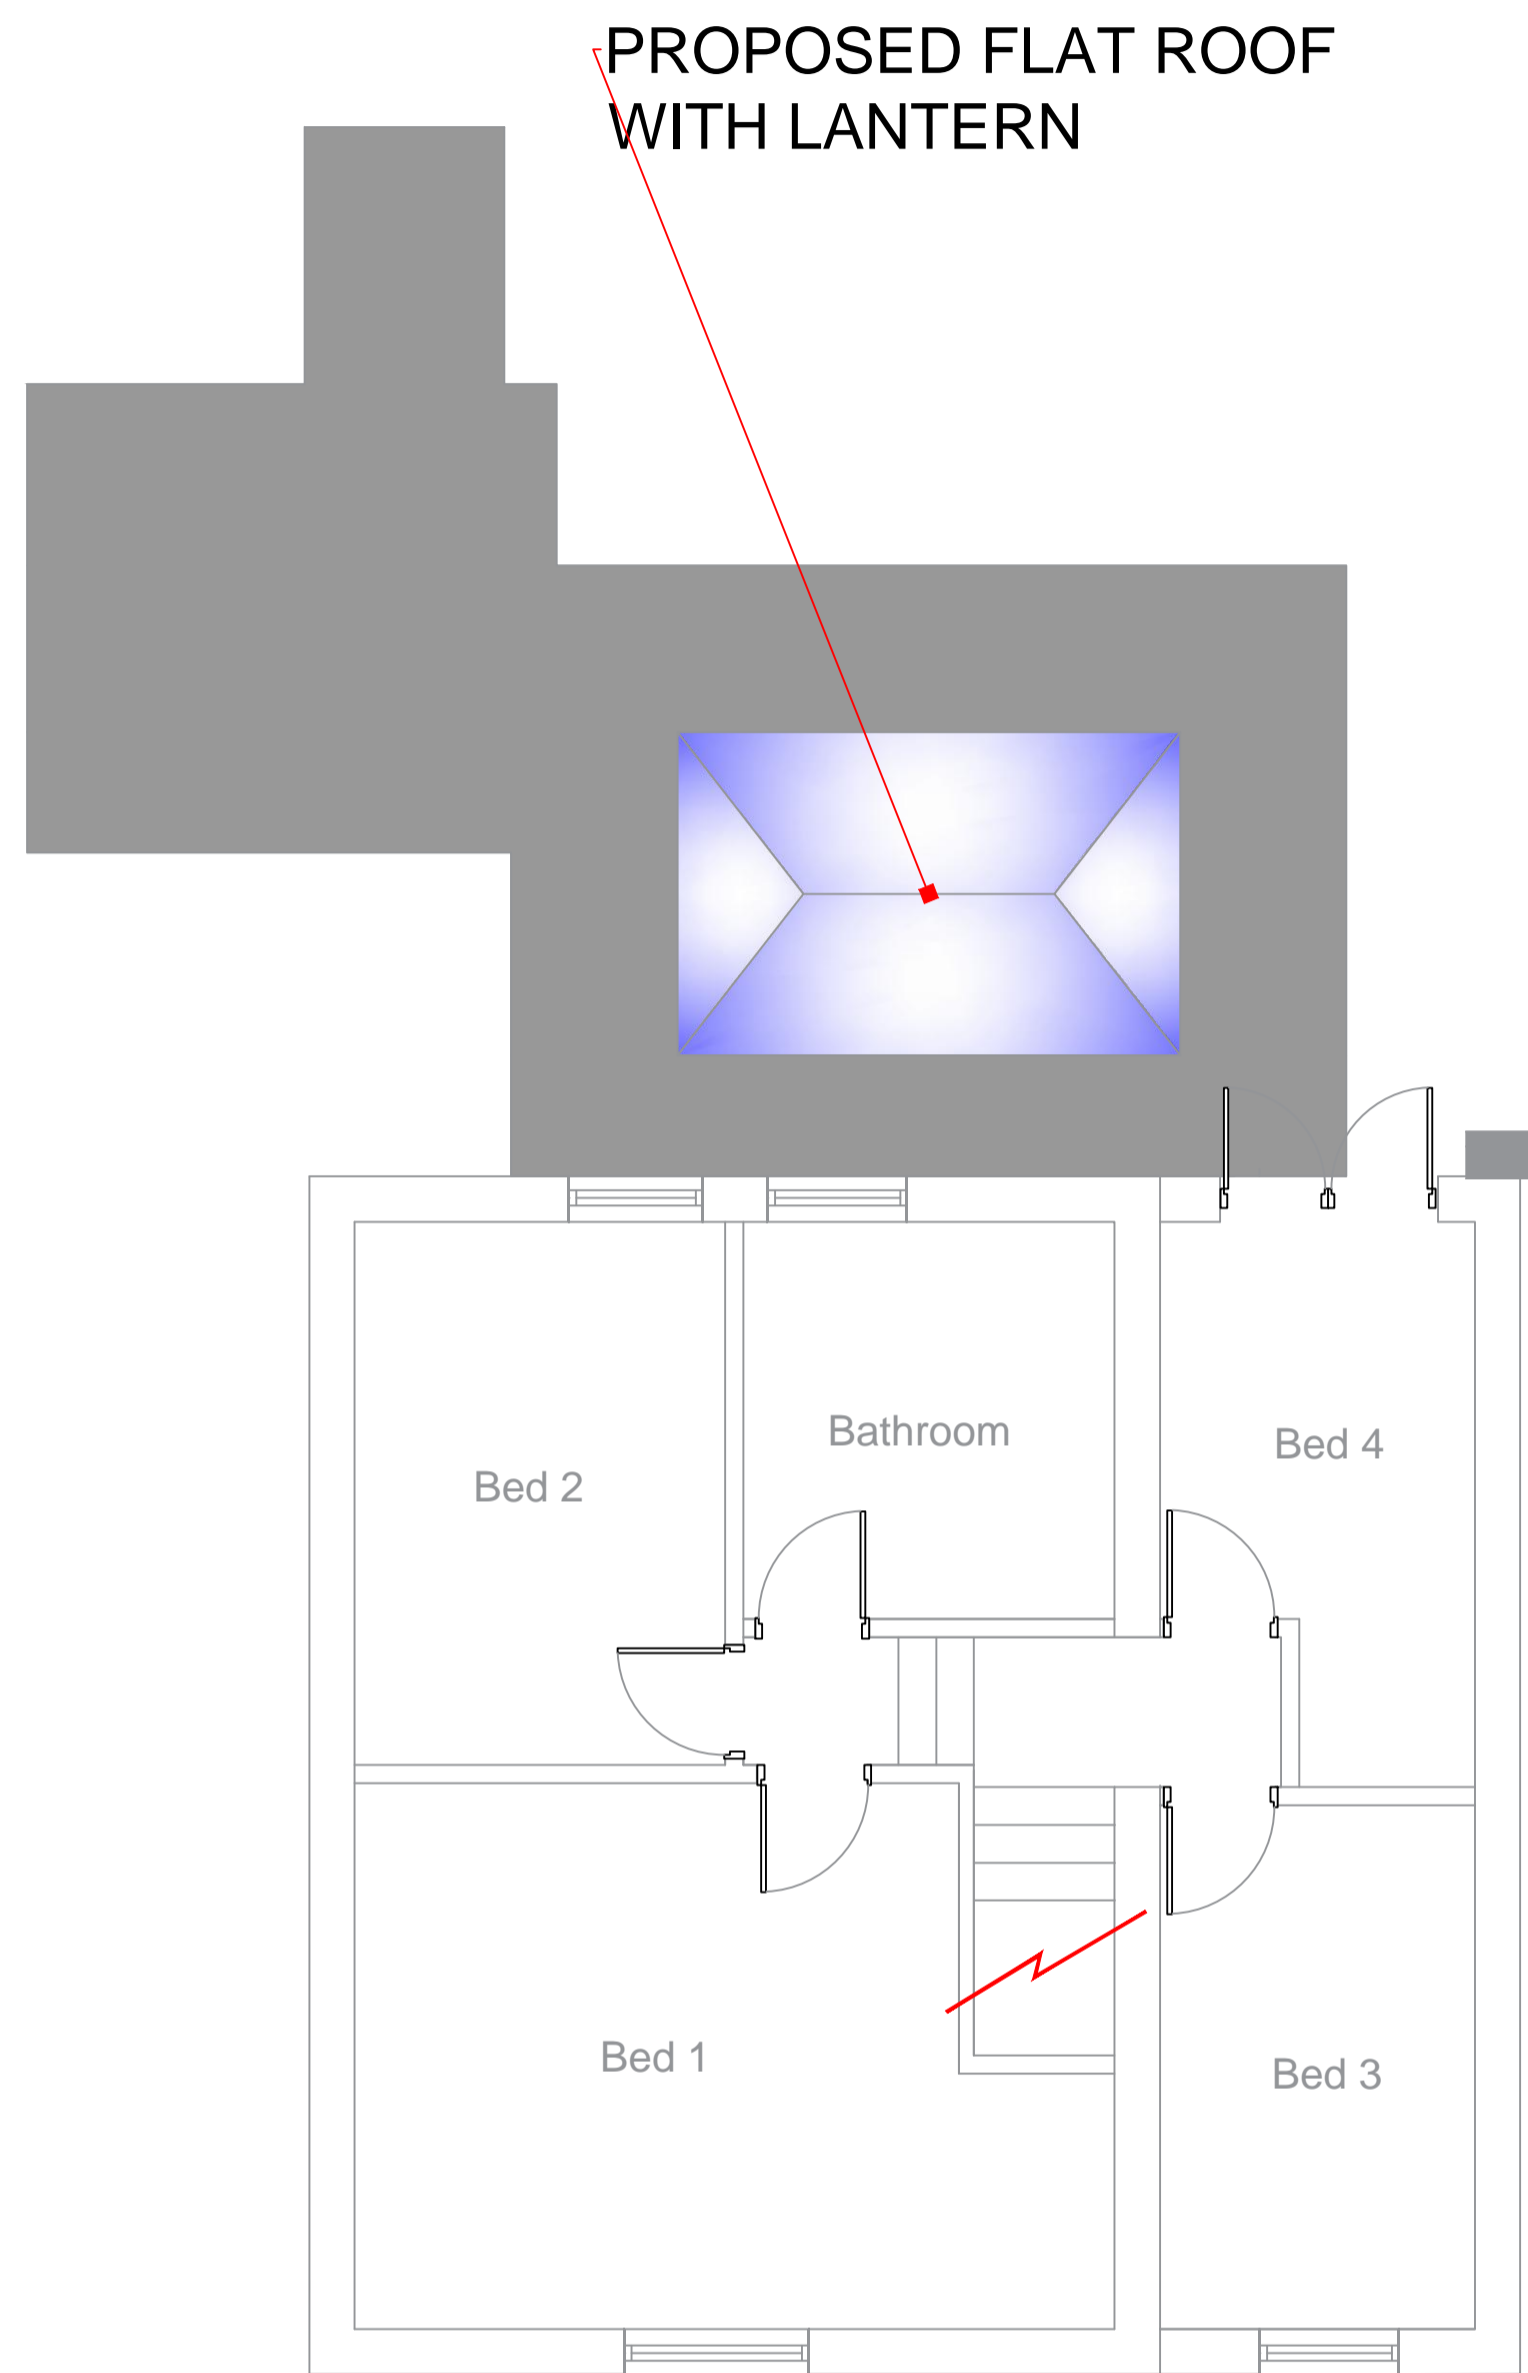 PROPOSED FLAT ROOF
WITH LANTERN
Bathroom
Bed 4
Bed 2
Bed 1
Bed 3